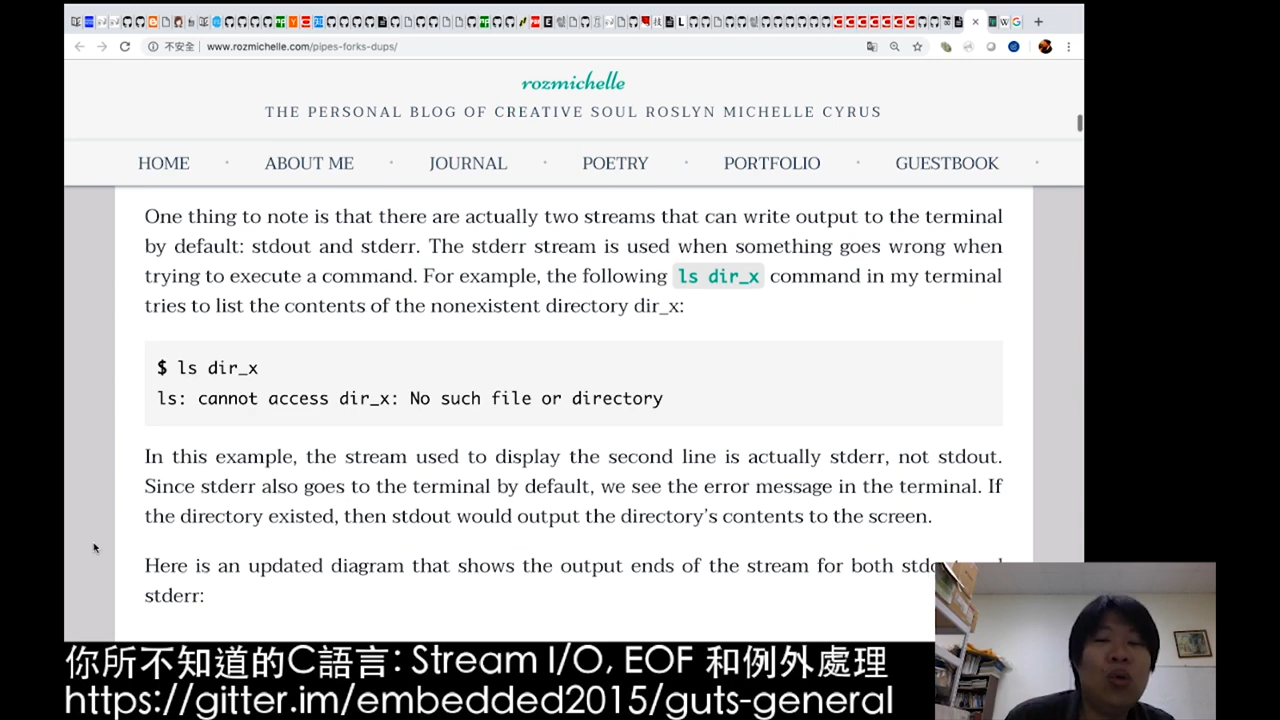 不安全 | www.rozmichelle.com/pipes-forks-dups/
rozmichelle
THE PERSONAL BLOG OF CREATIVE SOUL ROSLYN MICHELLE CYRUS
HOME · ABOUT ME · JOURNAL · POETRY · PORTFOLIO · GUESTBOOK ·
One thing to note is that there are actually two streams that can write output to the terminal
by default: stdout and stderr. The stderr stream is used when something goes wrong when
trying to execute a command. For example, the following ls dir_x command in my terminal
tries to list the contents of the nonexistent directory dir_x:
$ ls dir_x
ls: cannot access dir_x: No such file or directory
In this example, the stream used to display the second line is actually stderr, not stdout.
Since stderr also goes to the terminal by default, we see the error message in the terminal. If
the directory existed, then stdout would output the directory's contents to the screen.
Here is an updated diagram that shows the output ends of the stream for both
stderr:
你所不知道的C語言: Stream I/O, EOF 和例外處理
https://gitter.im/embedded2015/guts-general